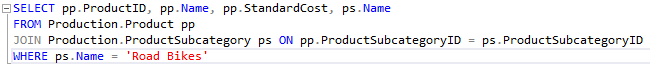 SELECT pp.ProductID, pp.Name, pp.StandardCost, ps.Name
FROM Production.Product pp
JOIN Production.ProductSubcategory ps ON pp.ProductSubcategoryID = ps.ProductSubcategoryID
WHERE ps.Name = 'Road Bikes'